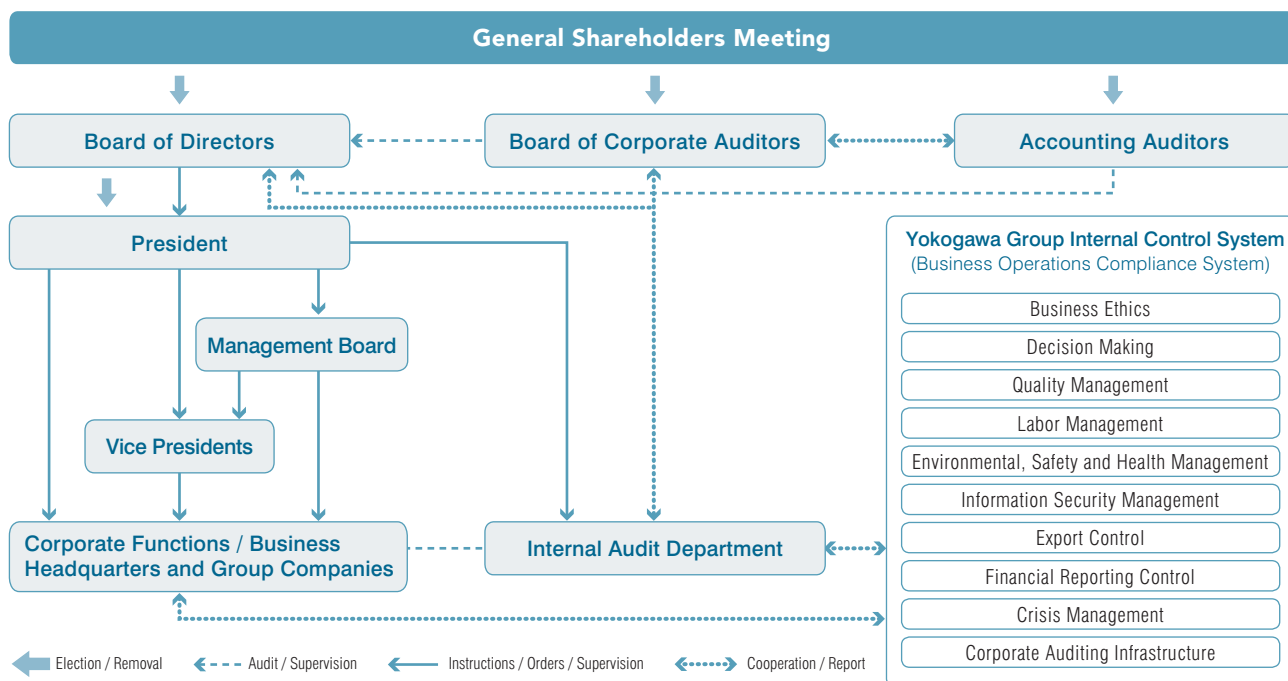 General Shareholders Meeting
Board of Directors
Board of Corporate Auditors
Accounting Auditors
President
Yokogawa Group Internal Control System
(Business Operations Compliance System)
Business Ethics
Decision Making
Quality Management
Labor Management
Environmental, Safety and Health Management
Information Security Management
Export Control
Financial Reporting Control
Crisis Management
Corporate Auditing Infrastructure
Management Board
Vice Presidents
Corporate Functions / Business
Headquarters and Group Companies
Internal Audit Department
Election / Removal
Audit / Supervision
Instructions / Orders / Supervision
Cooperation / Report